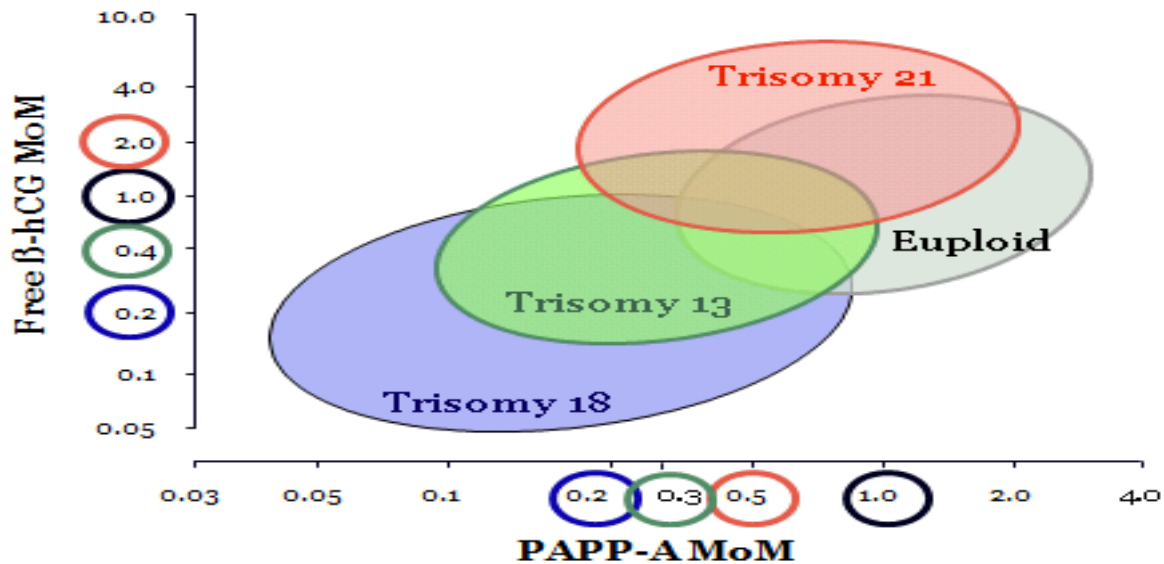 10.0
Trisomy 21
4.0
2.0
1.0
Euploid
0.4
Trisomy 13
0.2
0.1
Trisomy 18
0.05
Free β-hCG MoM
0.03 0.05 0.1 0.2 0.3 0.5 1.0 2.0 4.0
PAPP-A MoM